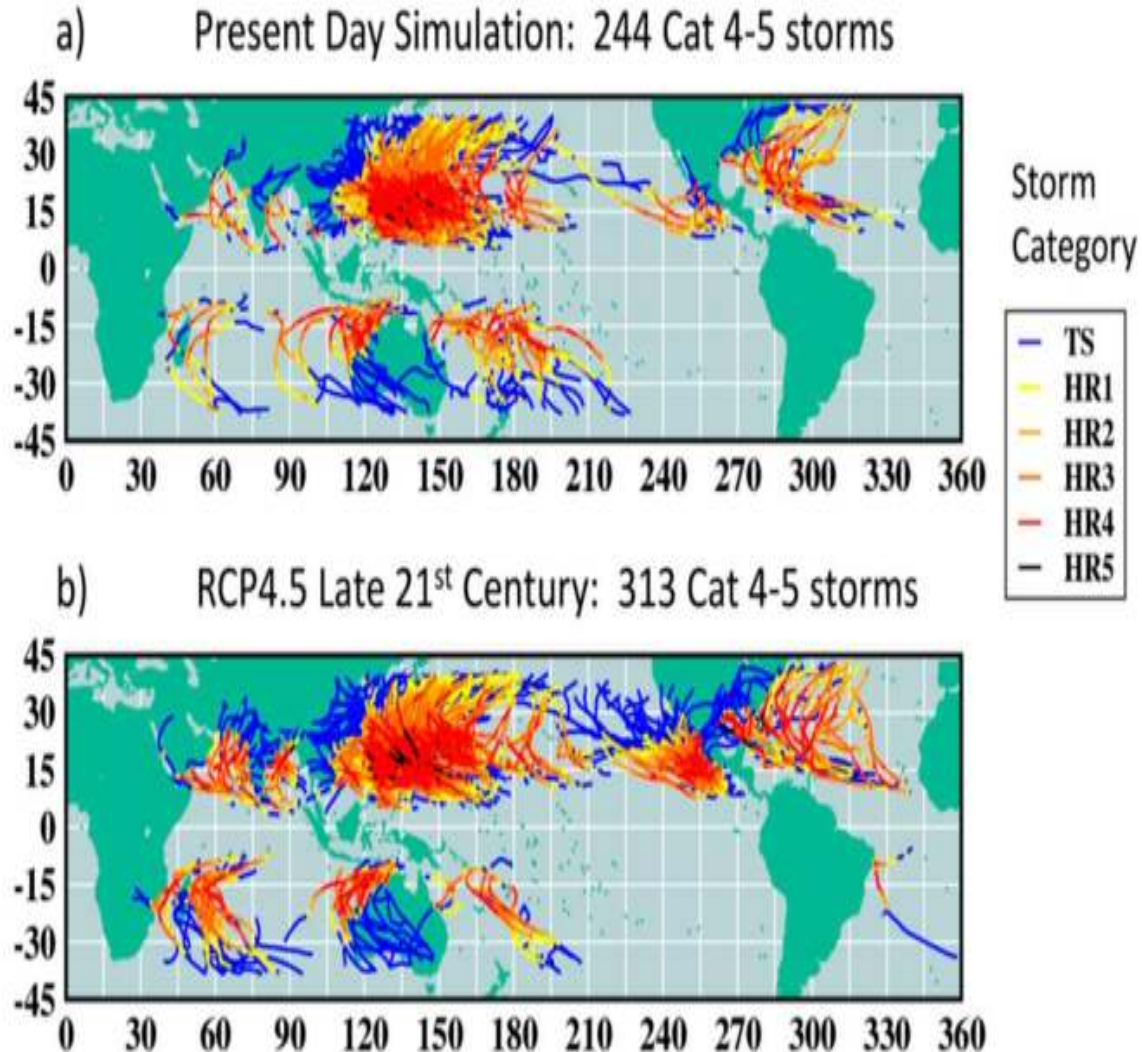 a) Present Day Simulation: 244 Cat 4-5 storms
45
30
15
0
-15
-30
-45
0 30 60 90 120 150 180 210 240 270 300 330 360
Storm
Category
TS
HR1
HR2
HR3
HR4
HR5
b) RCP4.5 Late 21st Century: 313 Cat 4-5 storms
45
30
15
0
-15
-30
-45
0 30 60 90 120 150 180 210 240 270 300 330 360